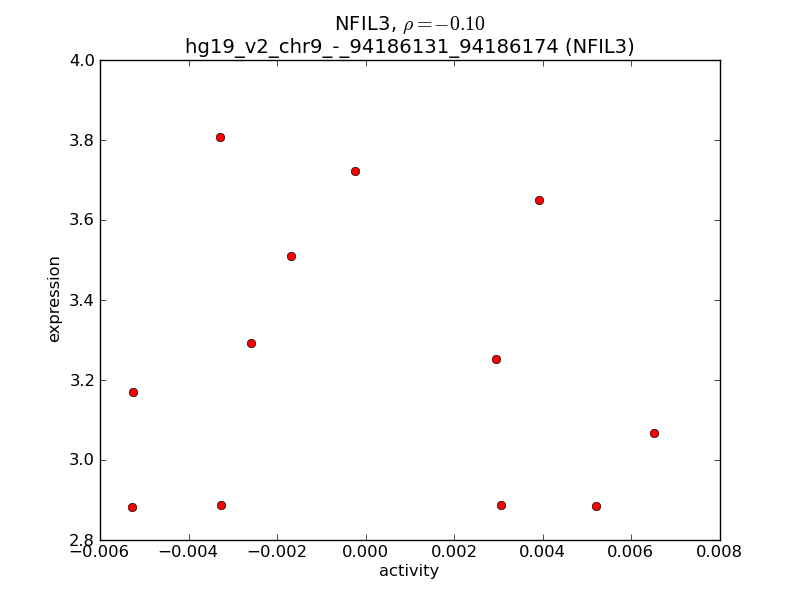 NFIL3, ρ=−0.10
hg19_v2_chr9_-_94186131_94186174 (NFIL3)
4.0
3.8
3.6
3.4
3.2
3.0
2.8
expression
−0.006 −0.004 −0.002 0.000 0.002 0.004 0.006 0.008
activity